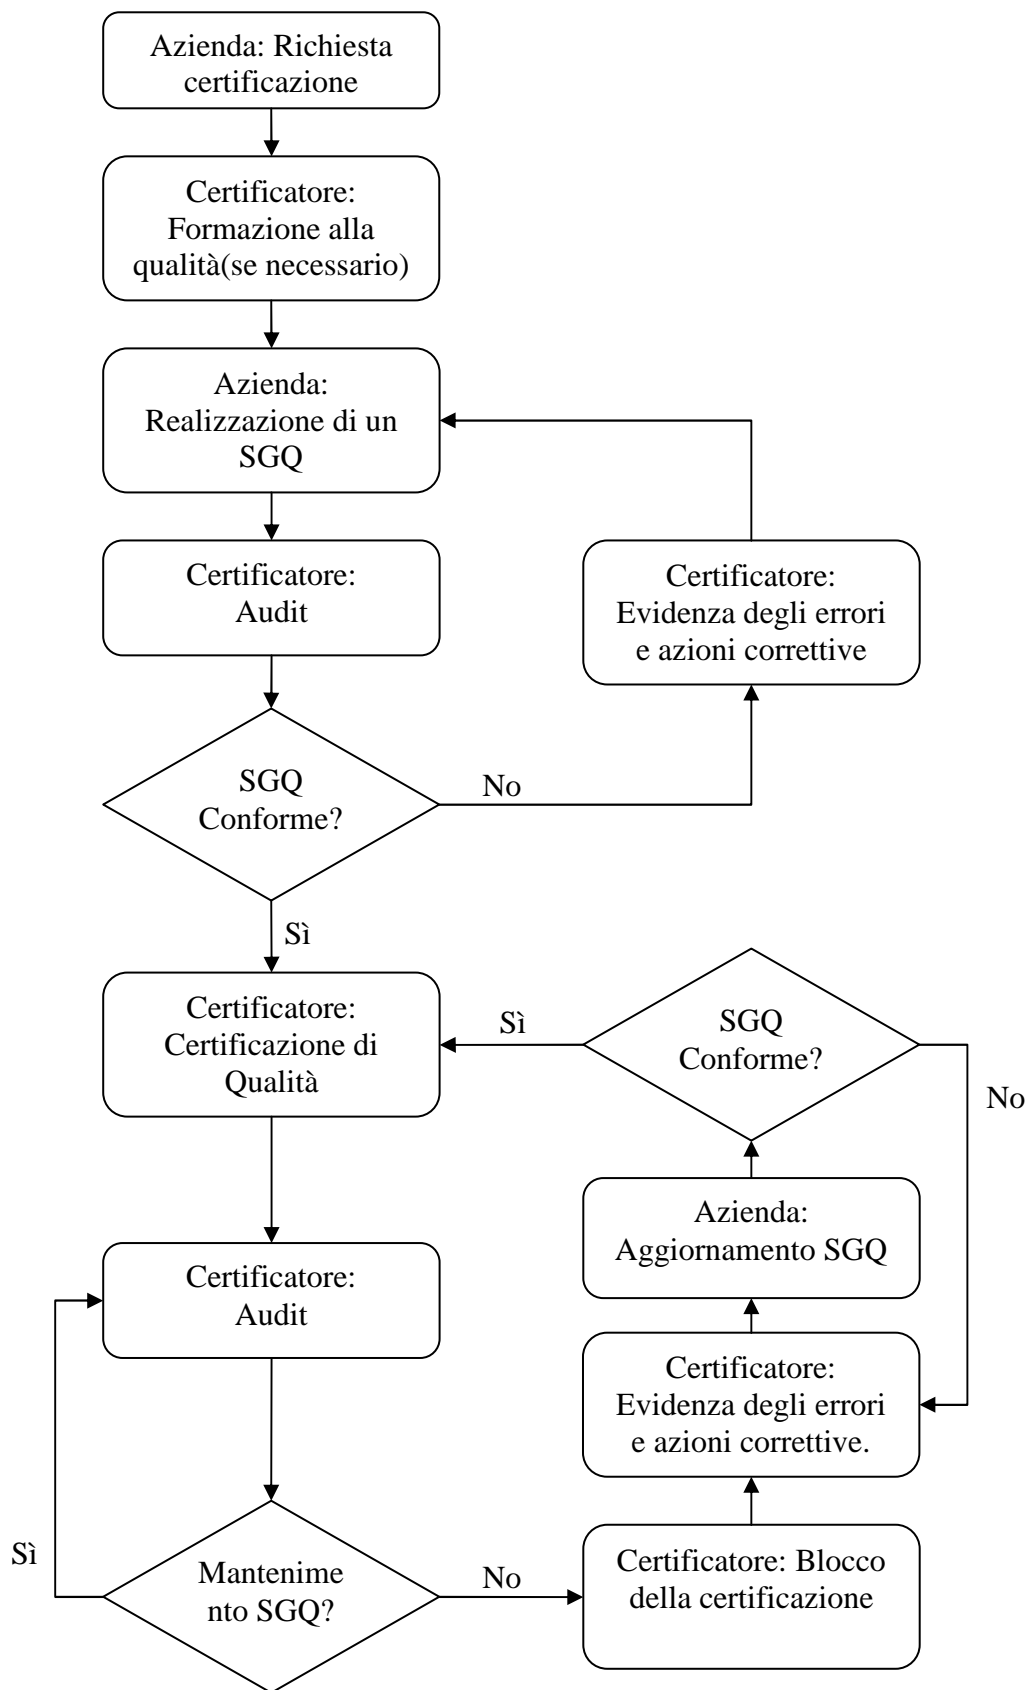 Azienda: Richiesta
certificazione
Certificatore:
Formazione alla
qualità(se necessario)
Azienda:
Realizzazione di un
SGQ
Certificatore:
Audit
Certificatore:
Evidenza degli errori
e azioni correttive
SGQ
Conforme?
No
Sì
Certificatore:
Certificazione di
Qualità
Sì
SGQ
Conforme?
No
Azienda:
Aggiornamento SGQ
Certificatore:
Audit
Certificatore:
Evidenza degli errori
e azioni correttive.
Sì
Mantenime
nto SGQ?
No
Certificatore: Blocco
della certificazione